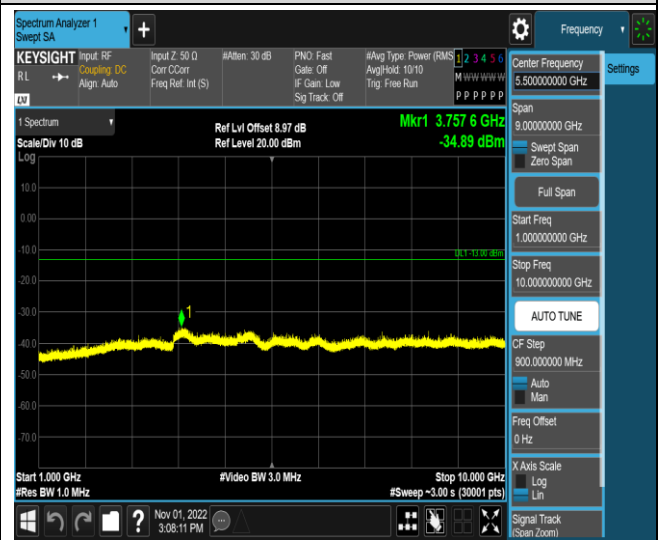 Spectrum Analyzer 1
Swept SA
+
Frequency
KEYSIGHT
RL
LXI
Input: RF
Coupling: DC
Align: Auto
Input Z: 50 Ω
Corr CCorr
Freq Ref: Int (S)
#Atten: 30 dB
PNO: Fast
Gate: Off
IF Gain: Low
Sig Track: Off
#Avg Type: Power (RMS
Avg|Hold: 10/10
Trig: Free Run
1 2 3 4 5 6
M W W W W W
P P P P P P
1 Spectrum
Scale/Div 10 dB
Log
Ref Lvl Offset 8.97 dB
Ref Level 20.00 dBm
Mkr1 3.757 6 GHz
-34.89 dBm
10.0
0.00
-10.0
DL1 -13.00 dBm
-20.0
-30.0
1
-40.0
-50.0
-60.0
-70.0
Start 1.000 GHz
#Res BW 1.0 MHz
#Video BW 3.0 MHz
Stop 10.000 GHz
#Sweep ~3.00 s (30001 pts)
?
Nov 01, 2022
3:08:11 PM
Center Frequency
5.500000000 GHz
Settings
Span
9.00000000 GHz
Swept Span
Zero Span
Full Span
Start Freq
1.000000000 GHz
Stop Freq
10.000000000 GHz
AUTO TUNE
CF Step
900.000000 MHz
Auto
Man
Freq Offset
0 Hz
X Axis Scale
Log
Lin
Signal Track
(Span Zoom)